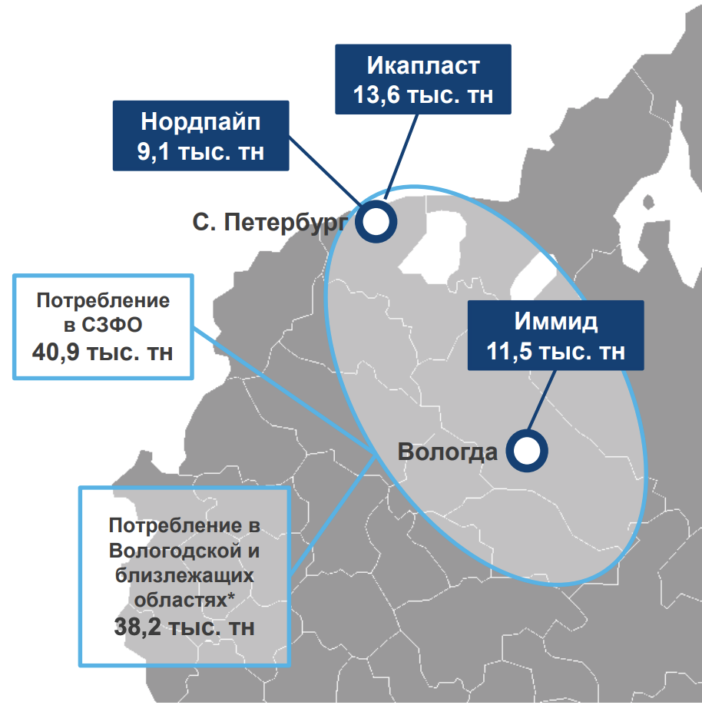 Икапласт
13,6 тыс. тн
Нордпайп
9,1 тыс. тн
С. Петербург
Потребление
в СЗФО
40,9 тыс. тн
Иммид
11,5 тыс. тн
Вологда
Потребление в
Вологодской и
близлежащих
областях*
38,2 тыс. тн